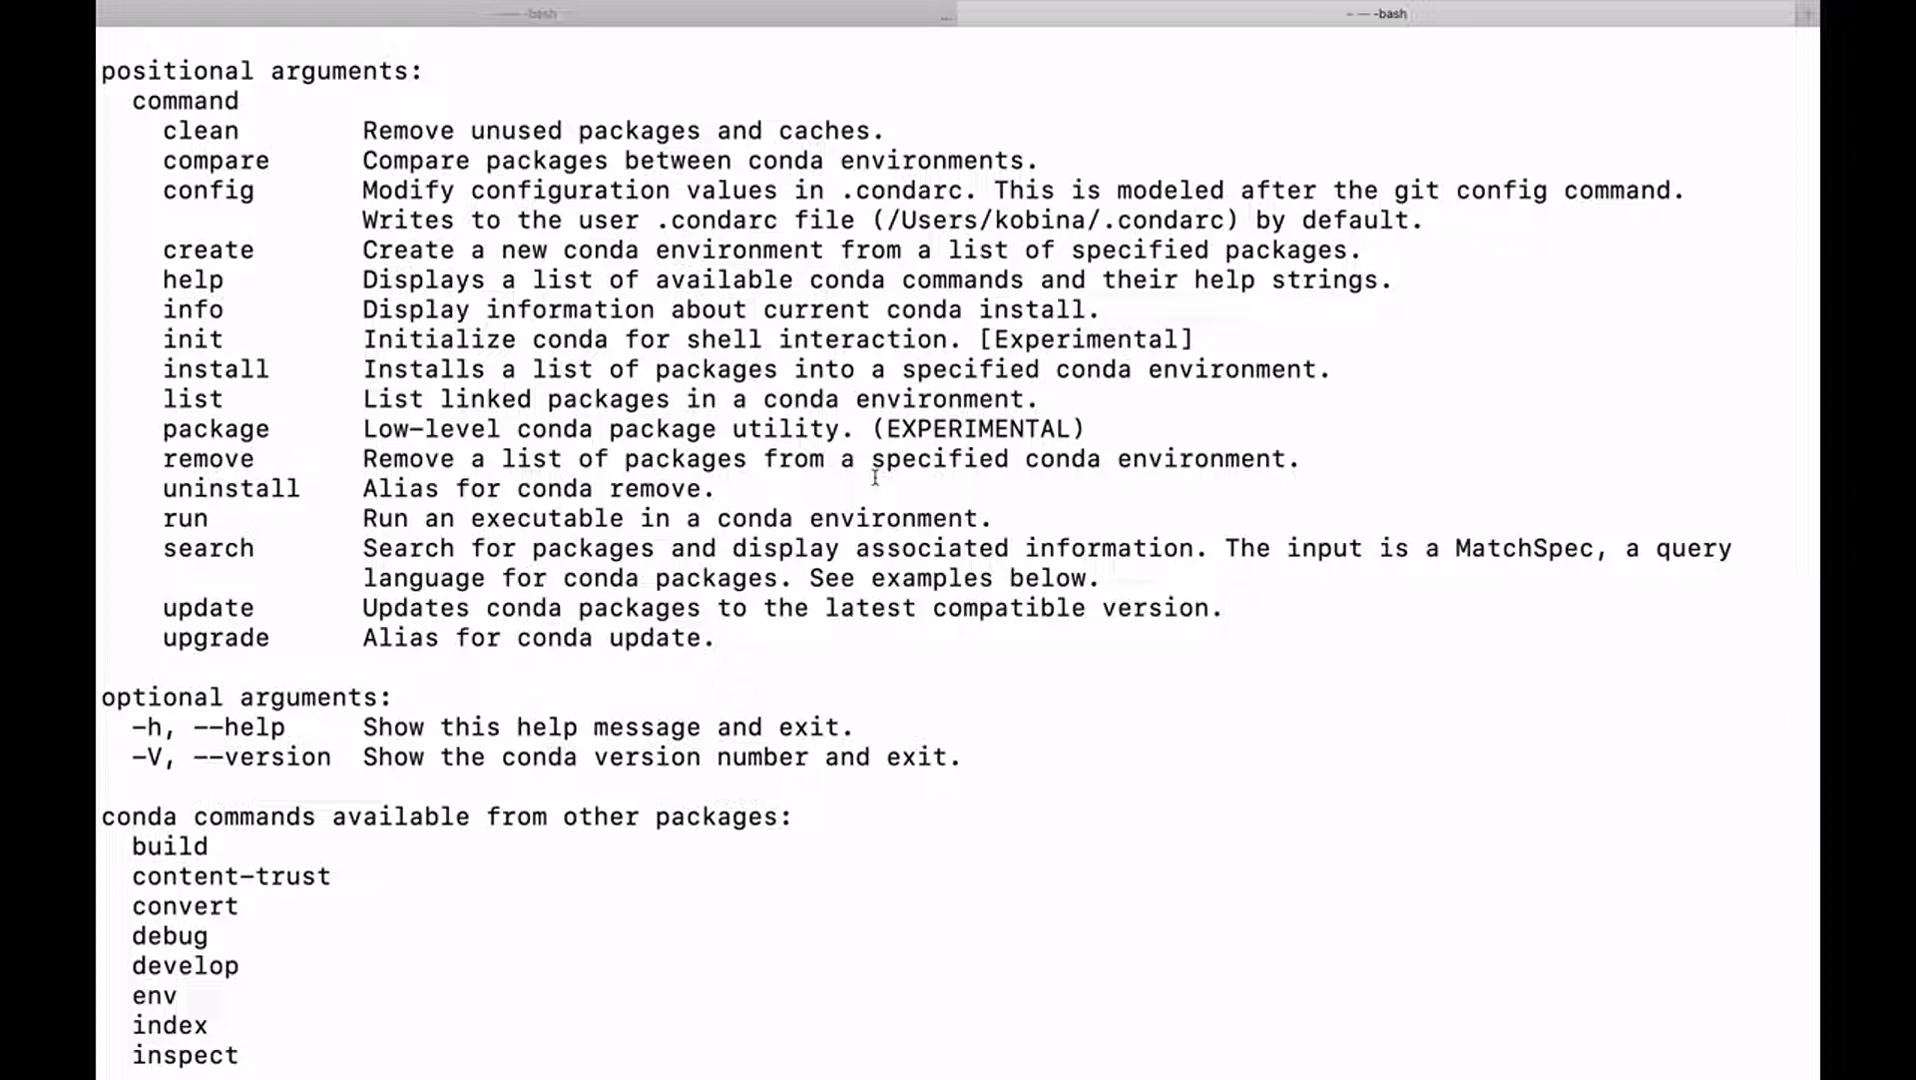 -bash
... -bash +
positional arguments:
command
clean Remove unused packages and caches.
compare Compare packages between conda environments.
config Modify configuration values in .condarc. This is modeled after the git config command.
Writes to the user .condarc file (/Users/kobina/.condarc) by default.
create Create a new conda environment from a list of specified packages.
help Displays a list of available conda commands and their help strings.
info Display information about current conda install.
init Initialize conda for shell interaction. [Experimental]
install Installs a list of packages into a specified conda environment.
list List linked packages in a conda environment.
package Low-level conda package utility. (EXPERIMENTAL)
remove Remove a list of packages from a specified conda environment.
uninstall Alias for conda remove.
run Run an executable in a conda environment.
search Search for packages and display associated information. The input is a MatchSpec, a query
language for conda packages. See examples below.
update Updates conda packages to the latest compatible version.
upgrade Alias for conda update.
optional arguments:
-h, --help Show this help message and exit.
-V, --version Show the conda version number and exit.
conda commands available from other packages:
build
content-trust
convert
debug
develop
env
index
inspect